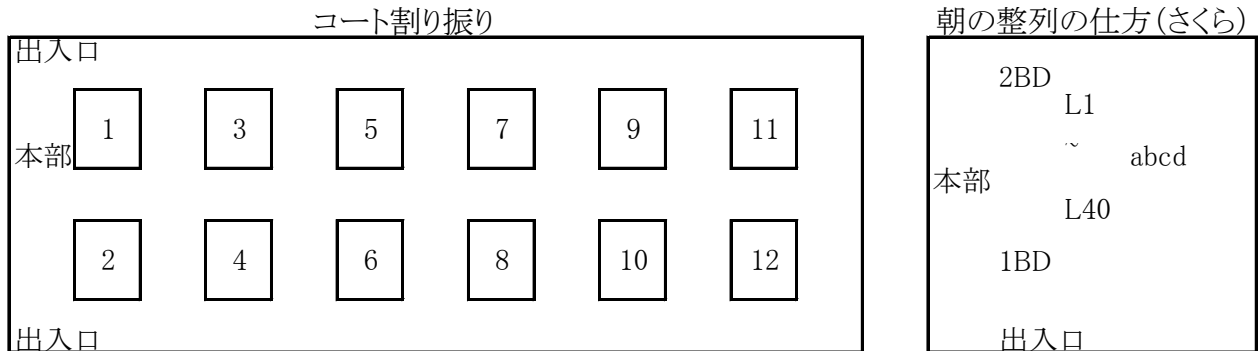 コート割り振り
出入口
1 3 5 7 9 11
本部
2 4 6 8 10 12
出入口
朝の整列の仕方(さくら)
2BD
L1
~ abcd
本部
L40
1BD
出入口